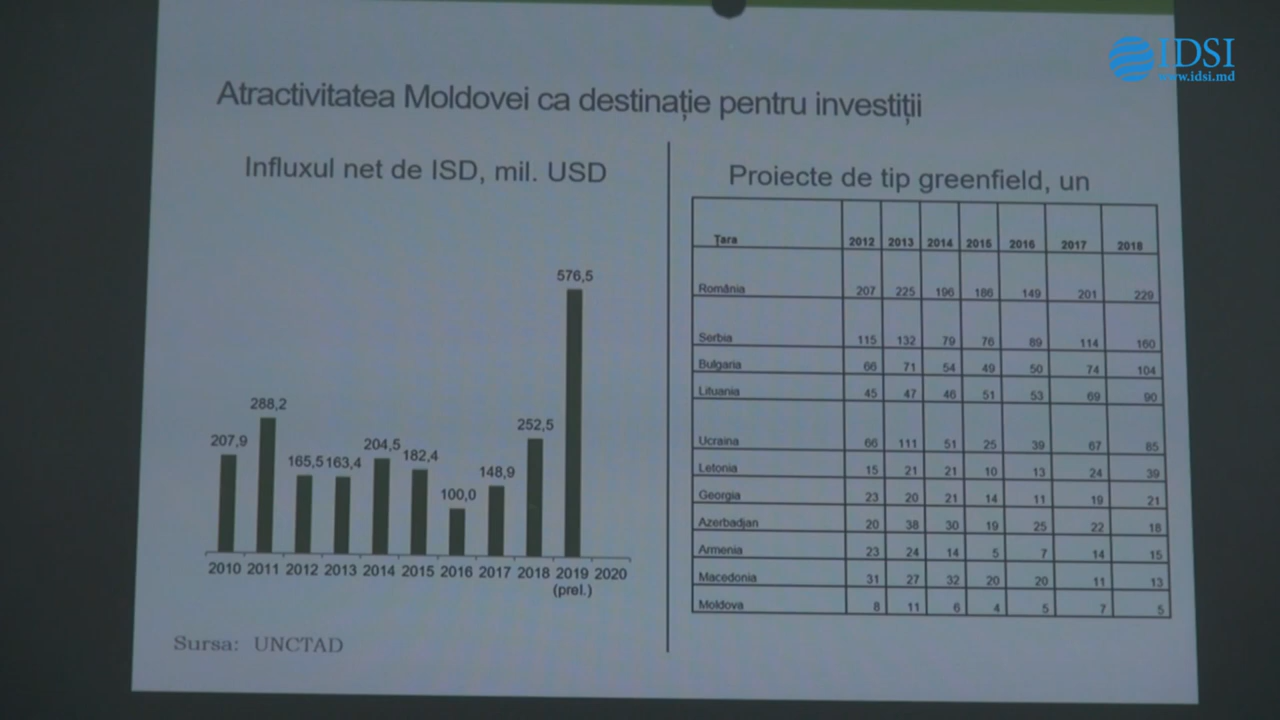 IDSI
www.idsi.md
Atractivitatea Moldovei ca destinație pentru investiții
Influxul net de ISD, mil. USD
576,5
288,2
252,5
207,9
204,5
182,4
165,5
163,4
148,9
100,0
2010 2011 2012 2013 2014 2015 2016 2017 2018 2019 2020
(prel.)
Sursa: UNCTAD
Proiecte de tip greenfield, un
Țara 2012 2013 2014 2015 2016 2017 2018
România 207 225 196 186 149 201 229
Serbia 115 132 79 76 89 114 160
Bulgaria 66 71 54 49 50 74 104
Lituania 45 47 46 51 53 69 90
Ucraina 66 111 51 25 39 67 85
Letonia 15 21 21 10 13 24 39
Georgia 23 20 21 14 11 19 21
Azerbadjan 20 38 30 19 25 22 18
Armenia 23 24 14 5 7 14 15
Macedonia 31 27 32 20 20 11 13
Moldova 8 11 6 4 5 7 5